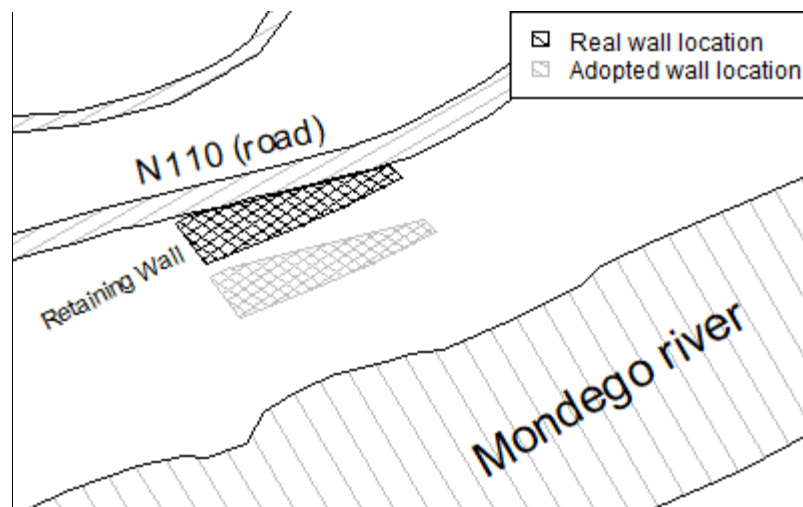 Real wall location
Adopted wall location
N110 (road)
Retaining Wall
Mondego river